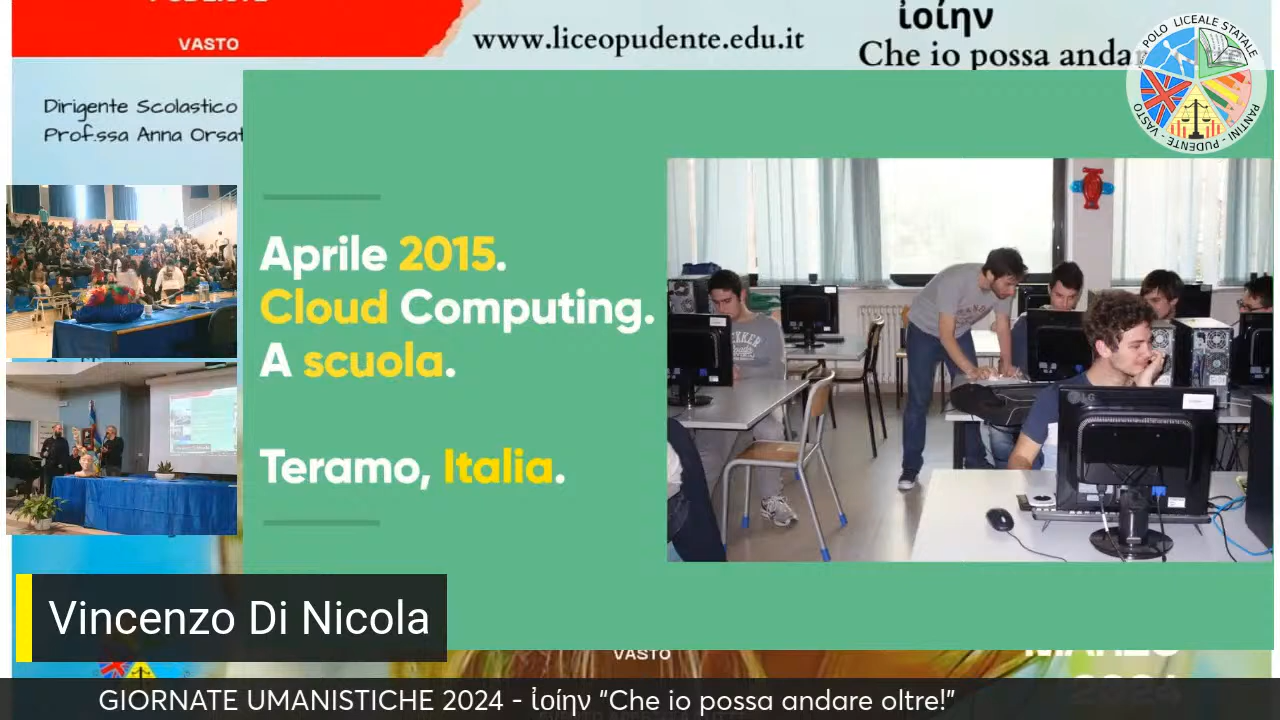 VASTO
www.liceopudente.edu.it
ἰοίην
Che io possa andar
POLO LICEALE STATALE
PANTINI - PUDENTE - VASTO
Dirigente Scolastico
Prof.ssa Anna Orsat
Aprile 2015.
Cloud Computing.
A scuola.
Teramo, Italia.
LG
Vincenzo Di Nicola
VASTO
GIORNATE UMANISTICHE 2024 - ἰοίην “Che io possa andare oltre!”